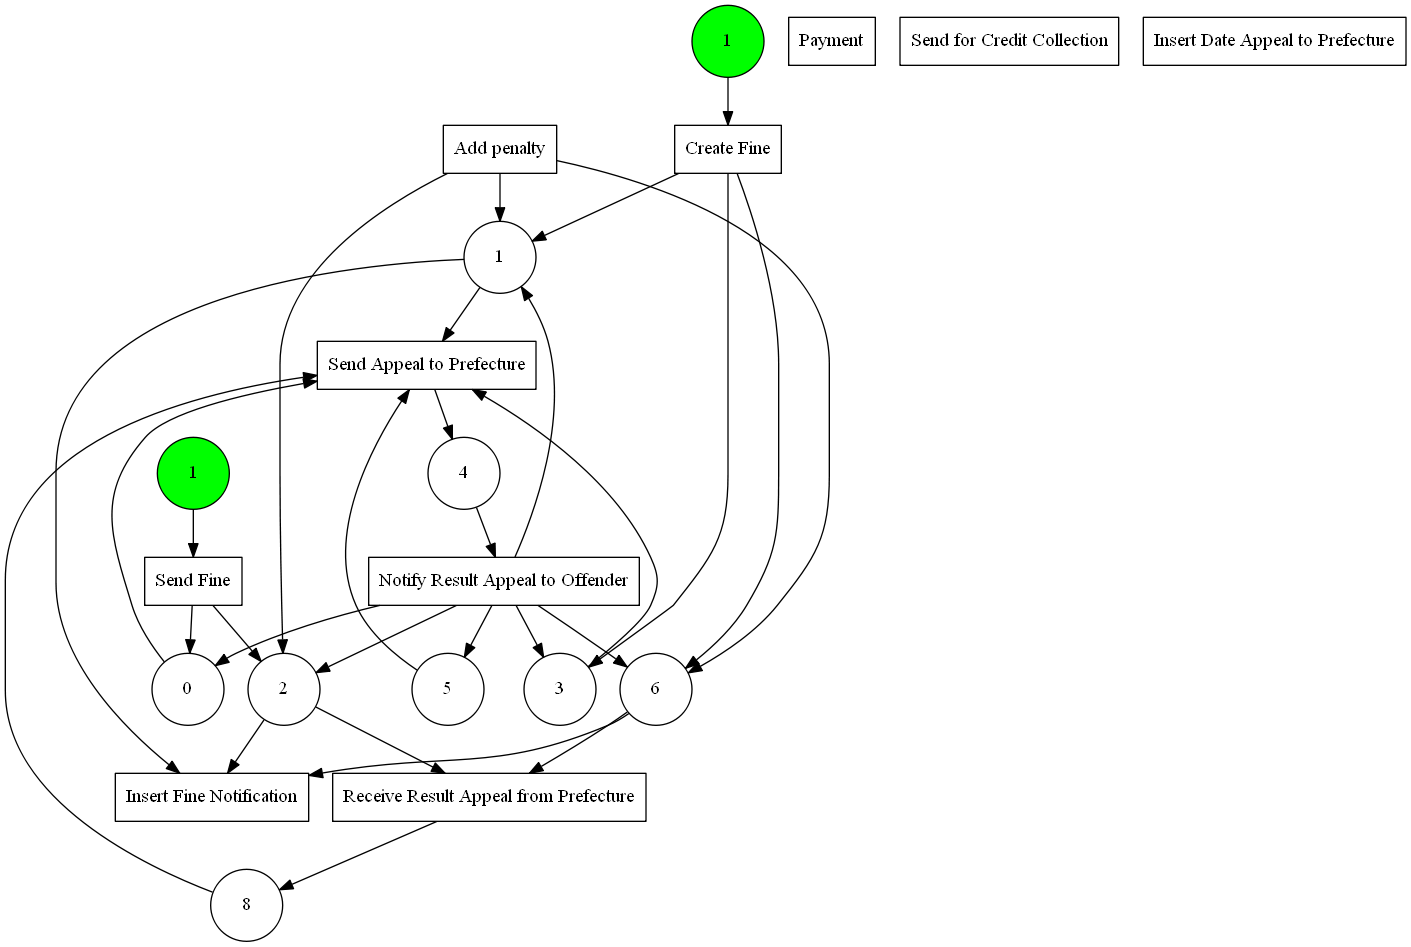 1
Payment
Send for Credit Collection
Insert Date Appeal to Prefecture
Add penalty
Create Fine
1
Send Appeal to Prefecture
1
4
Send Fine
Notify Result Appeal to Offender
0
2
5
3
6
Insert Fine Notification
Receive Result Appeal from Prefecture
8